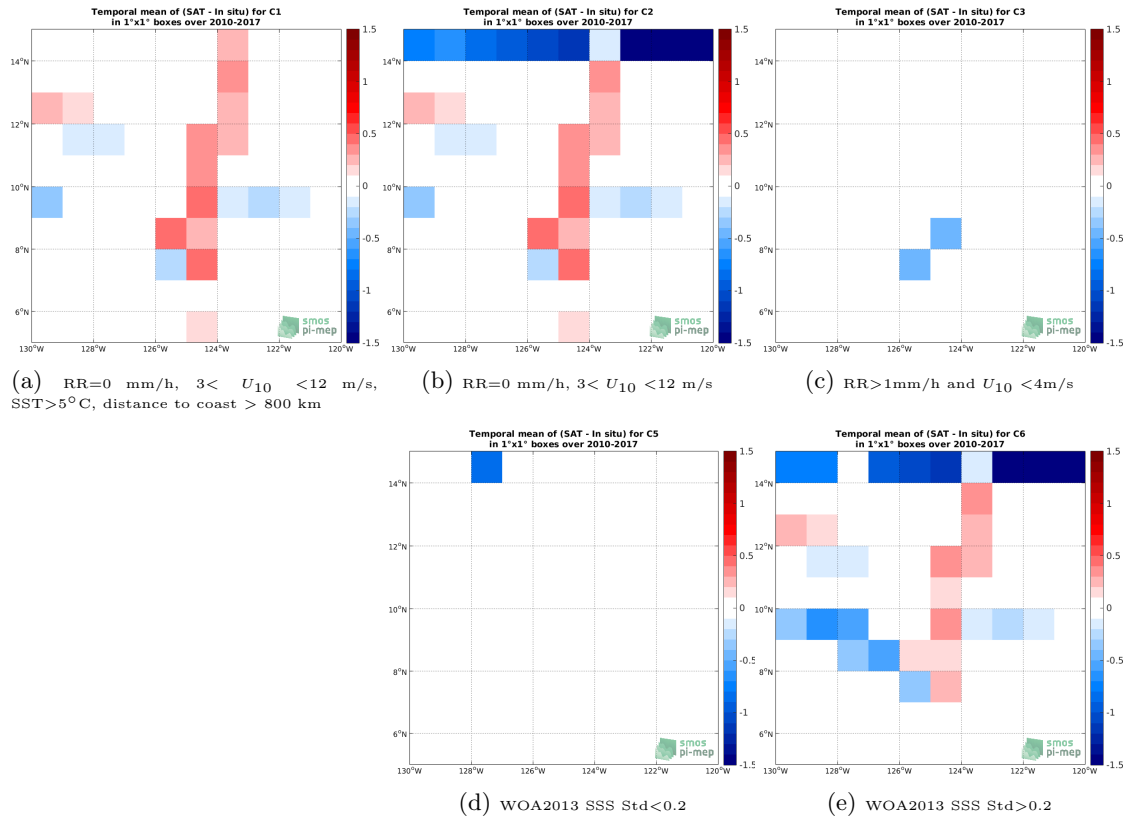 Temporal mean of (SAT - In situ) for C1
in 1°x1° boxes over 2010-2017
14°N
12°N
10°N
8°N
6°N
130°W 128°W 126°W 124°W 122°W 120°W
1.5
1
0.5
0
-0.5
-1
-1.5
smos
pi-mep
Temporal mean of (SAT - In situ) for C2
in 1°x1° boxes over 2010-2017
14°N
12°N
10°N
8°N
6°N
130°W 128°W 126°W 124°W 122°W 120°W
1.5
1
0.5
0
-0.5
-1
-1.5
smos
pi-mep
Temporal mean of (SAT - In situ) for C3
in 1°x1° boxes over 2010-2017
14°N
12°N
10°N
8°N
6°N
130°W 128°W 126°W 124°W 122°W 120°W
1.5
1
0.5
0
-0.5
-1
-1.5
smos
pi-mep
(a) RR=0 mm/h, 3< U10 <12 m/s,
SST>5°C, distance to coast > 800 km
(b) RR=0 mm/h, 3< U10 <12 m/s
(c) RR>1mm/h and U10 <4m/s
Temporal mean of (SAT - In situ) for C5
in 1°x1° boxes over 2010-2017
14°N
12°N
10°N
8°N
6°N
130°W 128°W 126°W 124°W 122°W 120°W
1.5
1
0.5
0
-0.5
-1
-1.5
smos
pi-mep
Temporal mean of (SAT - In situ) for C6
in 1°x1° boxes over 2010-2017
14°N
12°N
10°N
8°N
6°N
130°W 128°W 126°W 124°W 122°W 120°W
1.5
1
0.5
0
-0.5
-1
-1.5
smos
pi-mep
(d) WOA2013 SSS Std<0.2
(e) WOA2013 SSS Std>0.2